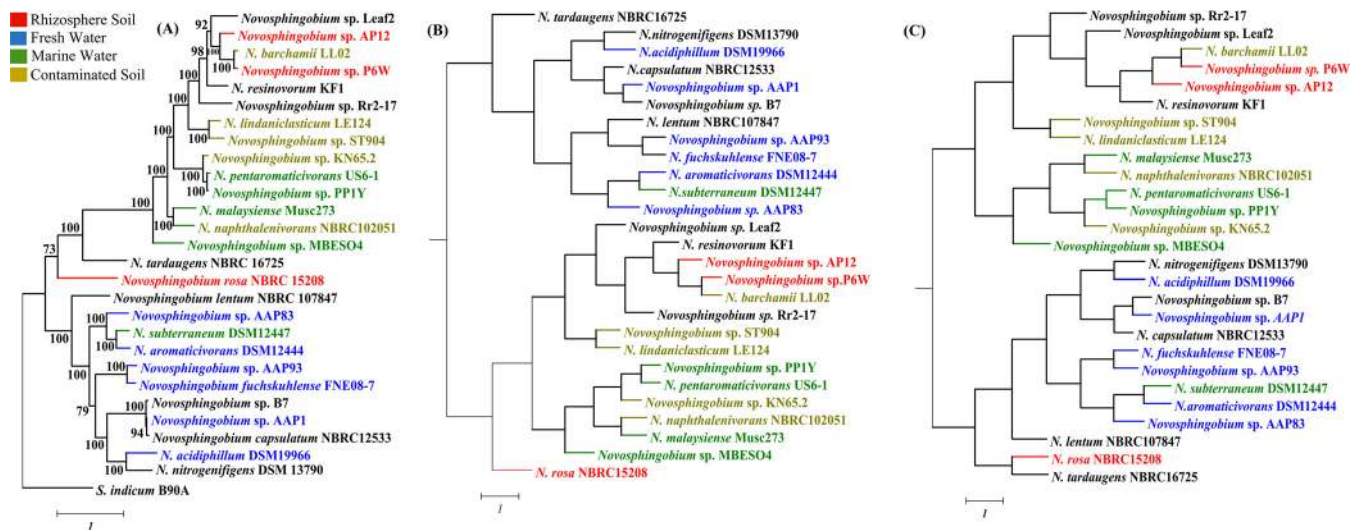 Rhizosphere Soil
Fresh Water
Marine Water
Contaminated Soil
(A)
Novosphingobium sp. Leaf2
Novosphingobium sp. AP12
N. barchamii LL02
Novosphingobium sp. P6W
N. resinovorum KF1
Novosphingobium sp. Rr2-17
N. lindaniclasticum LE124
Novosphingobium sp. ST904
Novosphingobium sp. KN65.2
N. pentaromaticivorans US6-1
Novosphingobium sp. PP1Y
N. malaysiense Musc273
N. naphthalenivorans NBRC102051
Novosphingobium sp. MBESO4
N. tardaugens NBRC 16725
Novosphingobium rosa NBRC 15208
Novosphingobium lentum NBRC 107847
Novosphingobium sp. AAP83
N. subterraneum DSM12447
N. aromaticivorans DSM12444
Novosphingobium sp. AAP93
Novosphingobium fuchskuhlense FNE08-7
Novosphingobium sp. B7
Novosphingobium sp. AAP1
Novosphingobium capsulatum NBRC12533
N. acidiphillum DSM19966
N. nitrogenifigens DSM 13790
S. indicum B90A
92
100
98
100
100
100
100
100
100
100
100
100
100
100
73
100
100
100
100
100
79
100
94
100
100
1
(B)
N. tardaugens NBRC16725
N.nitrogenifigens DSM13790
N.acidiphillum DSM19966
N.capsulatum NBRC12533
Novosphingobium sp. AAP1
Novosphingobium sp. B7
N. lentum NBRC107847
Novosphingobium sp. AAP93
N. fuchskuhlense FNE08-7
N. aromaticivorans DSM12444
N.subterraneum DSM12447
Novosphingobium sp. AAP83
Novosphingobium sp. Leaf2
N. resinovorum KF1
Novosphingobium sp. AP12
Novosphingobium sp.P6W
N. barchamii LL02
Novosphingobium sp. Rr2-17
Novosphingobium sp. ST904
N. lindaniclasticum LE124
Novosphingobium sp. PP1Y
N. pentaromaticivorans US6-1
Novosphingobium sp. KN65.2
N. naphthalenivorans NBRC102051
N. malaysiense Musc273
Novosphingobium sp. MBESO4
N. rosa NBRC15208
1
(C)
Novosphingobium sp. Rr2-17
Novosphingobium sp. Leaf2
N. barchamii LL02
Novosphingobium sp. P6W
Novosphingobium sp. AP12
N. resinovorum KF1
Novosphingobium sp. ST904
N. lindaniclasticum LE124
N. malaysiense Musc273
N. naphthalenivorans NBRC102051
N. pentaromaticivorans US6-1
Novosphingobium sp. PP1Y
Novosphingobium sp. KN65.2
Novosphingobium sp. MBESO4
N. nitrogenifigens DSM13790
N. acidiphillum DSM19966
Novosphingobium sp. B7
Novosphingobium sp. AAP1
N. capsulatum NBRC12533
N. fuchskuhlense FNE08-7
Novosphingobium sp. AAP93
N. subterraneum DSM12447
N.aromaticivorans DSM12444
Novosphingobium sp. AAP83
N. lentum NBRC107847
N. rosa NBRC15208
N. tardaugens NBRC16725
1